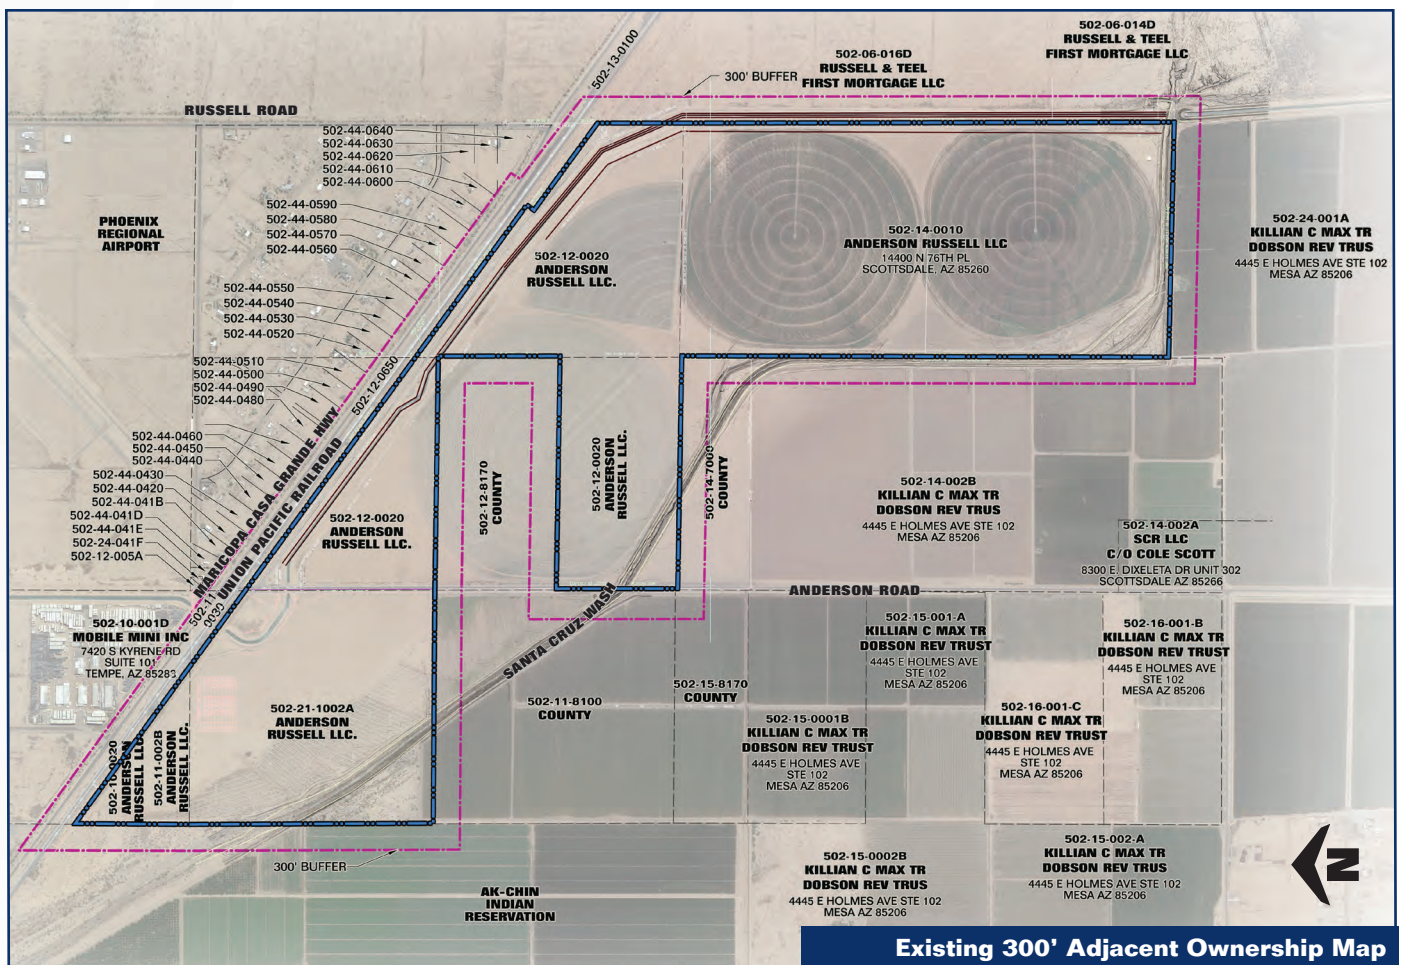 502-06-014D
RUSSELL & TEEL
FIRST MORTGAGE LLC
502-06-016D
RUSSELL & TEEL
FIRST MORTGAGE LLC
300' BUFFER
502-13-0100
RUSSELL ROAD
502-44-0640
502-44-0630
502-44-0620
502-44-0610
502-44-0600
502-44-0590
502-44-0580
502-44-0570
502-44-0560
PHOENIX
REGIONAL
AIRPORT
502-12-0020
ANDERSON
RUSSELL LLC.
502-14-0010
ANDERSON RUSSELL LLC
14400 N 76TH PL
SCOTTSDALE, AZ 85260
502-24-001A
KILLIAN C MAX TR
DOBSON REV TRUS
4445 E HOLMES AVE STE 102
MESA AZ 85206
502-44-0550
502-44-0540
502-44-0530
502-44-0520
502-44-0510
502-44-0500
502-44-0490
502-44-0480
502-12-0650
MARICOPA CASA GRANDE HWY
UNION PACIFIC RAILROAD
502-44-0460
502-44-0450
502-44-0440
502-44-0430
502-44-0420
502-44-041B
502-44-041D
502-44-041E
502-24-041F
502-12-005A
502-12-0020
ANDERSON
RUSSELL LLC.
502-12-8170
COUNTY
502-12-0020
ANDERSON
RUSSELL LLC.
502-14-7000
COUNTY
502-14-002B
KILLIAN C MAX TR
DOBSON REV TRUS
4445 E HOLMES AVE STE 102
MESA AZ 85206
502-14-002A
SCR LLC
C/O COLE SCOTT
8300 E. DIXELETA DR UNIT 302
SCOTTSDALE AZ 85266
ANDERSON ROAD
502-11
0030
502-10-001D
MOBILE MINI INC
7420 S KYRENE RD
SUITE 101
TEMPE, AZ 85283
SANTA CRUZ WASH
502-15-001-A
KILLIAN C MAX TR
DOBSON REV TRUST
4445 E HOLMES AVE
STE 102
MESA AZ 85206
502-16-001-B
KILLIAN C MAX TR
DOBSON REV TRUST
4445 E HOLMES AVE
STE 102
MESA AZ 85206
502-21-1002A
ANDERSON
RUSSELL LLC.
502-11-8100
COUNTY
502-15-8170
COUNTY
502-15-0001B
KILLIAN C MAX TR
DOBSON REV TRUST
4445 E HOLMES AVE
STE 102
MESA AZ 85206
502-16-001-C
KILLIAN C MAX TR
DOBSON REV TRUST
4445 E HOLMES AVE
STE 102
MESA AZ 85206
502-10-0020
ANDERSON
RUSSELL LLC.
502-11-002B
ANDERSON
RUSSELL LLC.
300' BUFFER
AK-CHIN
INDIAN
RESERVATION
502-15-0002B
KILLIAN C MAX TR
DOBSON REV TRUS
4445 E HOLMES AVE STE 102
MESA AZ 85206
502-15-002-A
KILLIAN C MAX TR
DOBSON REV TRUS
4445 E HOLMES AVE STE 102
MESA AZ 85206
N
Existing 300' Adjacent Ownership Map